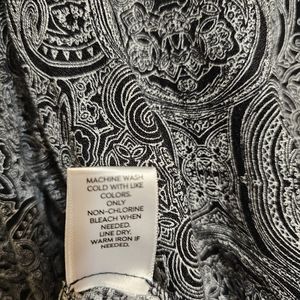 MACHINE WASH
COLD WITH LIKE
COLORS.
ONLY
NON-CHLORINE
BLEACH WHEN
NEEDED.
LINE DRY.
WARM IRON IF
NEEDED.